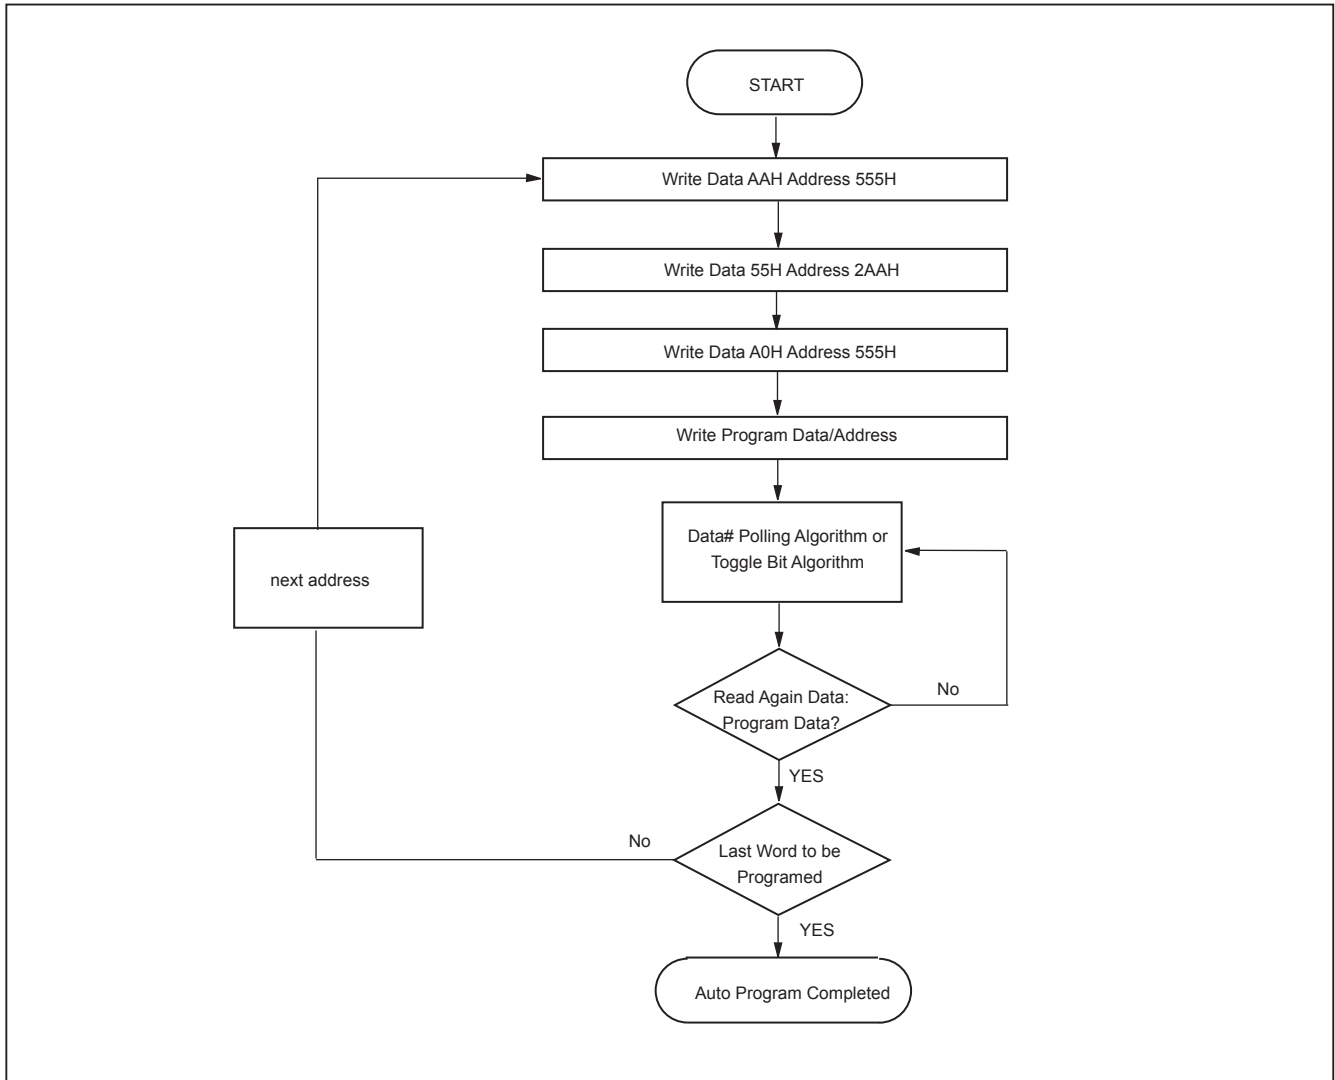 START
Write Data AAH Address 555H
Write Data 55H Address 2AAH
Write Data A0H Address 555H
Write Program Data/Address
Data# Polling Algorithm or
Toggle Bit Algorithm
next address
Read Again Data:
Program Data?
No
YES
No
Last Word to be
Programed
YES
Auto Program Completed